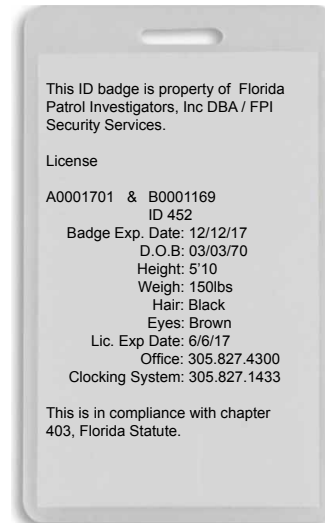 This ID badge is property of Florida
Patrol Investigators, Inc DBA / FPI
Security Services.
License
A0001701 & B0001169
ID 452
Badge Exp. Date: 12/12/17
D.O.B: 03/03/70
Height: 5'10
Weigh: 150lbs
Hair: Black
Eyes: Brown
Lic. Exp Date: 6/6/17
Office: 305.827.4300
Clocking System: 305.827.1433
This is in compliance with chapter
403, Florida Statute.